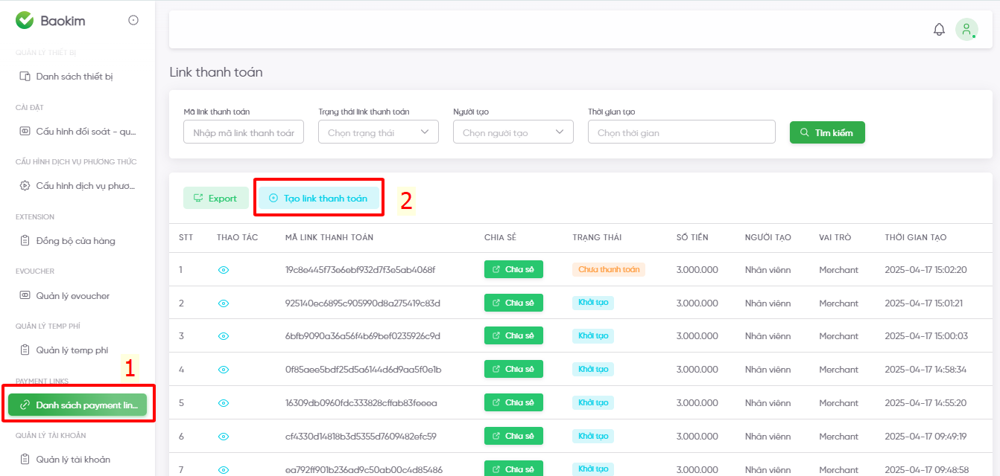 Baokim
QUẢN LÝ THIẾT BỊ
Danh sách thiết bị
CÀI ĐẶT
Cấu hình đối soát - qu...
CẤU HÌNH DỊCH VỤ PHƯƠNG THỨC
Cấu hình dịch vụ phươ...
EXTENSION
Đồng bộ cửa hàng
EVOUCHER
Quản lý evoucher
QUẢN LÝ TEMP PHÍ
Quản lý temp phí
1
PAYMENT LINKS
Danh sách payment lin...
QUẢN LÝ TÀI KHOẢN
Quản lý tài khoản
Link thanh toán
Mã link thanh toán Trạng thái link thanh toán Người tạo Thời gian tạo
Nhập mã link thanh toán Chọn trạng thái Chọn người tạo Chọn thời gian Tìm kiếm
Export Tạo link thanh toán 2
STT THAO TÁC MÃ LINK THANH TOÁN CHIA SẺ TRẠNG THÁI SỐ TIỀN NGƯỜI TẠO VAI TRÒ THỜI GIAN TẠO
1 19c8e445f73e6ebf932d7f3e5ab4068f Chia sẻ Chưa thanh toán 3.000.000 Nhân viênn Merchant 2025-04-17 15:02:20
2 925140ec6895c905990d8a275419c83d Chia sẻ Khởi tạo 3.000.000 Nhân viênn Merchant 2025-04-17 15:01:21
3 6bfb9090a36a56f4b69bef0235926c9d Chia sẻ Khởi tạo 3.000.000 Nhân viênn Merchant 2025-04-17 15:00:03
4 0f85aee5bdf25d5a6144d6d9aa5f0e1b Chia sẻ Khởi tạo 3.000.000 Nhân viênn Merchant 2025-04-17 14:58:34
5 16309db0960fdc333828cffab83feeea Chia sẻ Khởi tạo 3.000.000 Nhân viênn Merchant 2025-04-17 14:55:20
6 cf4330d14818b3d5355d7609482efc59 Chia sẻ Khởi tạo 3.000.000 Nhân viênn Merchant 2025-04-17 09:49:19
7 ea792ff901b236ad9c50ab00c4d85486 Chia sẻ Khởi tạo 3.000.000 Nhân viênn Merchant 2025-04-17 09:48:58